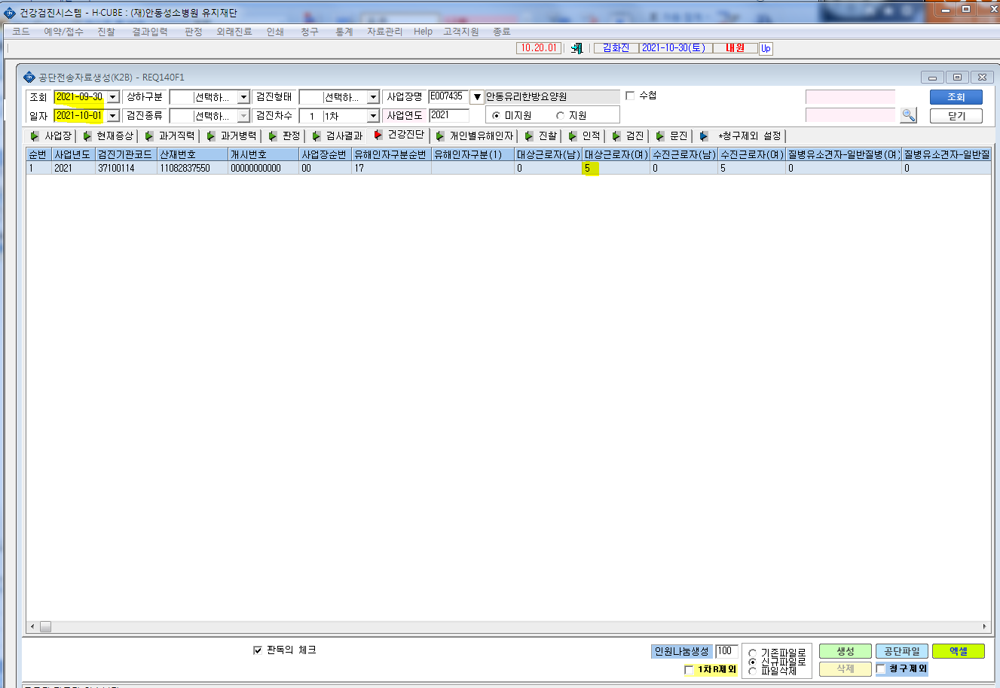 건강검진시스템 - H-CUBE : (재)안동성소병원 유지재단
코드 예약/접수 진찰 결과입력 판정 외래진료 인쇄 청구 통계 자료관리 Help 고객지원 종료
10.20.01 김화진 2021-10-30(토) 내원 Up
공단전송자료생성(K2B) - REQ140F1
조회 2021-09-30 상하구분 선택하... 검진형태 선택하... 사업장명 E007435 안동유리한방요양원 수첩 조회
일자 2021-10-01 검진종류 선택하... 검진차수 1 1차 사업연도 2021 미지원 지원 닫기
사업장 현재증상 과거직력 과거병력 판정 검사결과 건강진단 개인별유해인자 진찰 인적 검진 문진 *청구제외 설정
순번 사업년도 검진기관코드 산재번호 개시번호 사업장순번 유해인자구분순번 유해인자구분(1) 대상근로자(남) 대상근로자(여) 수진근로자(남) 수진근로자(여) 질병유소견자-일반질병(여) 질병유소견자-일반질
1 2021 37100114 11082837550 00000000000 00 17 0 5 0 5 0 0
판독의 체크
인원나눔생성 100 기존파일로 생성 공단파일 엑셀
신규파일로
1차R제외 파일삭제 삭제 청구제외